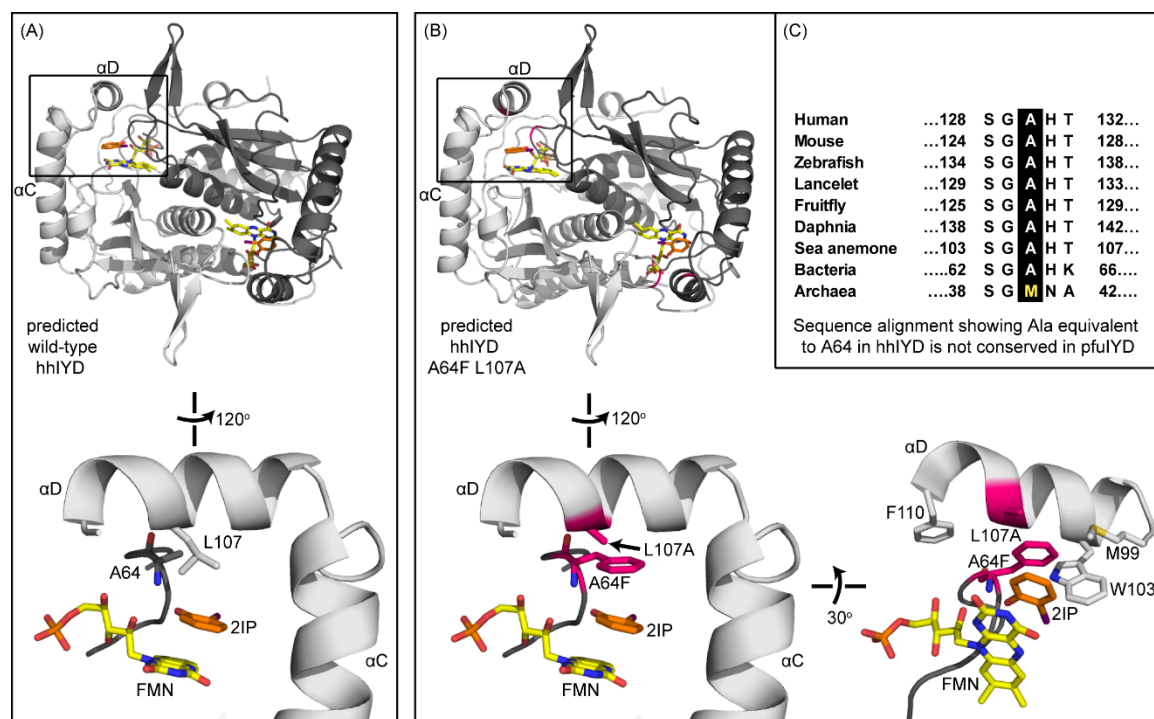 (A)
αD
αC
predicted
wild-type
hhIYD
120°
αD
L107
A64
2IP
FMN
αC
(B)
αD
αC
predicted
hhIYD
A64F L107A
120°
αD
L107A
A64F
2IP
FMN
αC
30°
F110
L107A
A64F
M99
W103
2IP
FMN
(C)
Human ...128 S G A H T 132...
Mouse ...124 S G A H T 128...
Zebrafish ...134 S G A H T 138...
Lancelet ...129 S G A H T 133...
Fruitfly ...125 S G A H T 129...
Daphnia ...138 S G A H T 142...
Sea anemone ...103 S G A H T 107...
Bacteria ....62 S G A H K 66....
Archaea ....38 S G M N A 42....
Sequence alignment showing Ala equivalent
to A64 in hhIYD is not conserved in pfuIYD